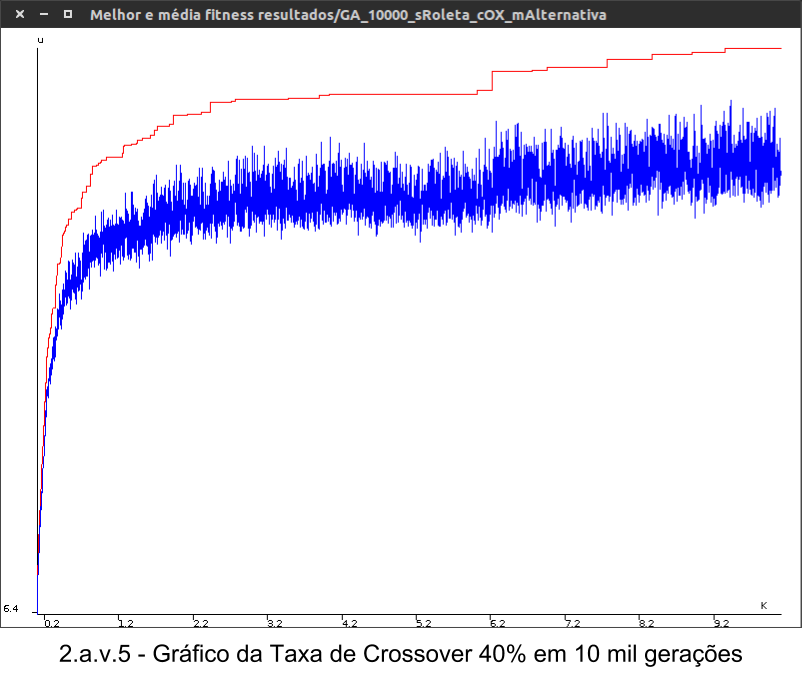 Melhor e média fitness resultados/GA_10000_sRoleta_cOX_mAlternativa
u
6.4
K
0.2 1.2 2.2 3.2 4.2 5.2 6.2 7.2 8.2 9.2
2.a.v.5 - Gráfico da Taxa de Crossover 40% em 10 mil gerações